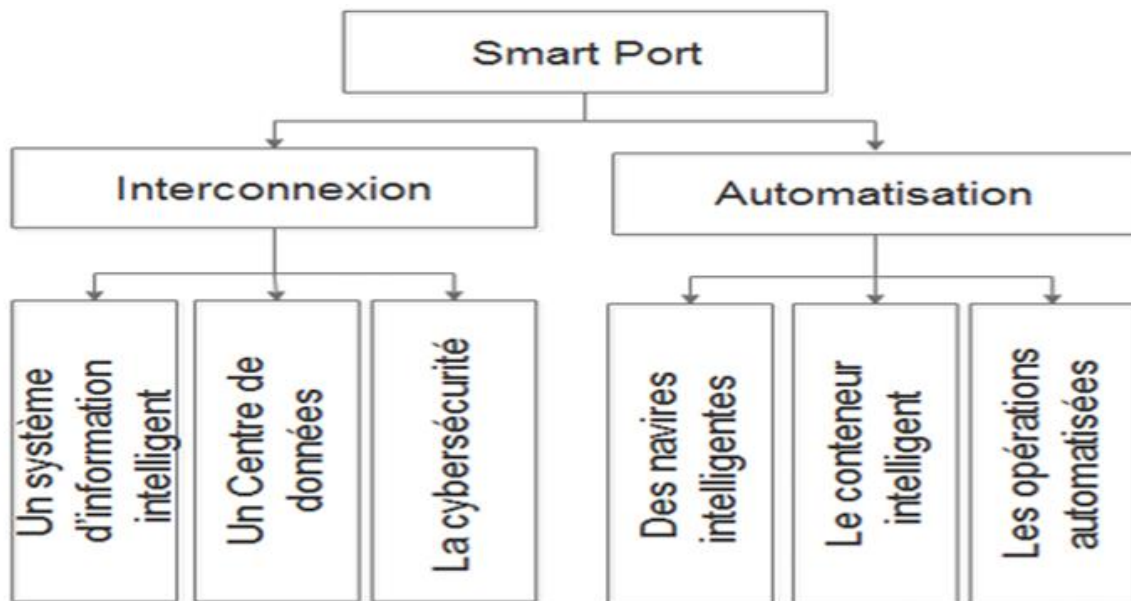 Smart Port
Interconnexion
Automatisation
Un système
d'information
intelligent
Un Centre de
données
La cybersécurité
Des navires
intelligentes
Le conteneur
intelligent
Les opérations
automatisées